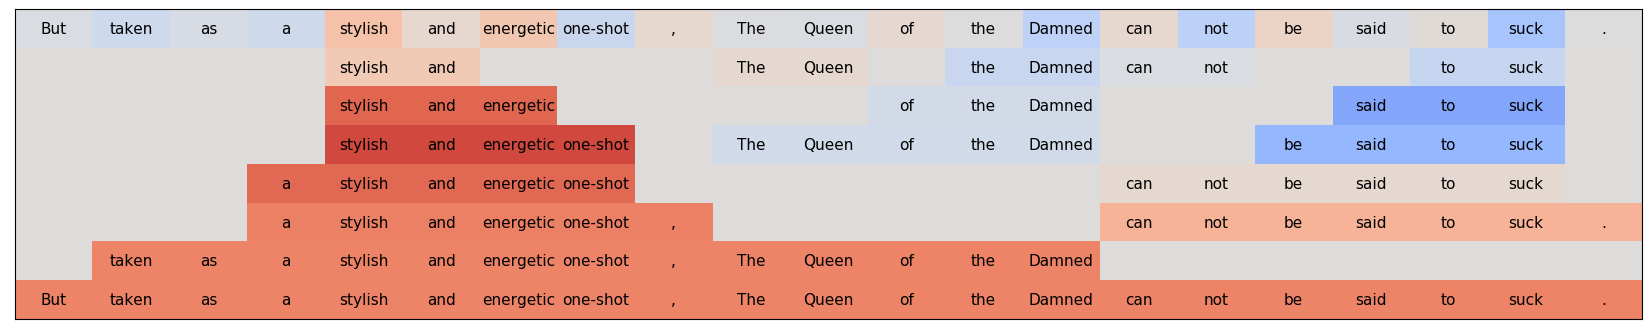 But taken as a stylish and energetic one-shot , The Queen of the Damned can not be said to suck .
stylish and The Queen the Damned can not to suck
stylish and energetic of the Damned said to suck
stylish and energetic one-shot The Queen of the Damned be said to suck
a stylish and energetic one-shot can not be said to suck
a stylish and energetic one-shot , can not be said to suck .
taken as a stylish and energetic one-shot , The Queen of the Damned
But taken as a stylish and energetic one-shot , The Queen of the Damned can not be said to suck .